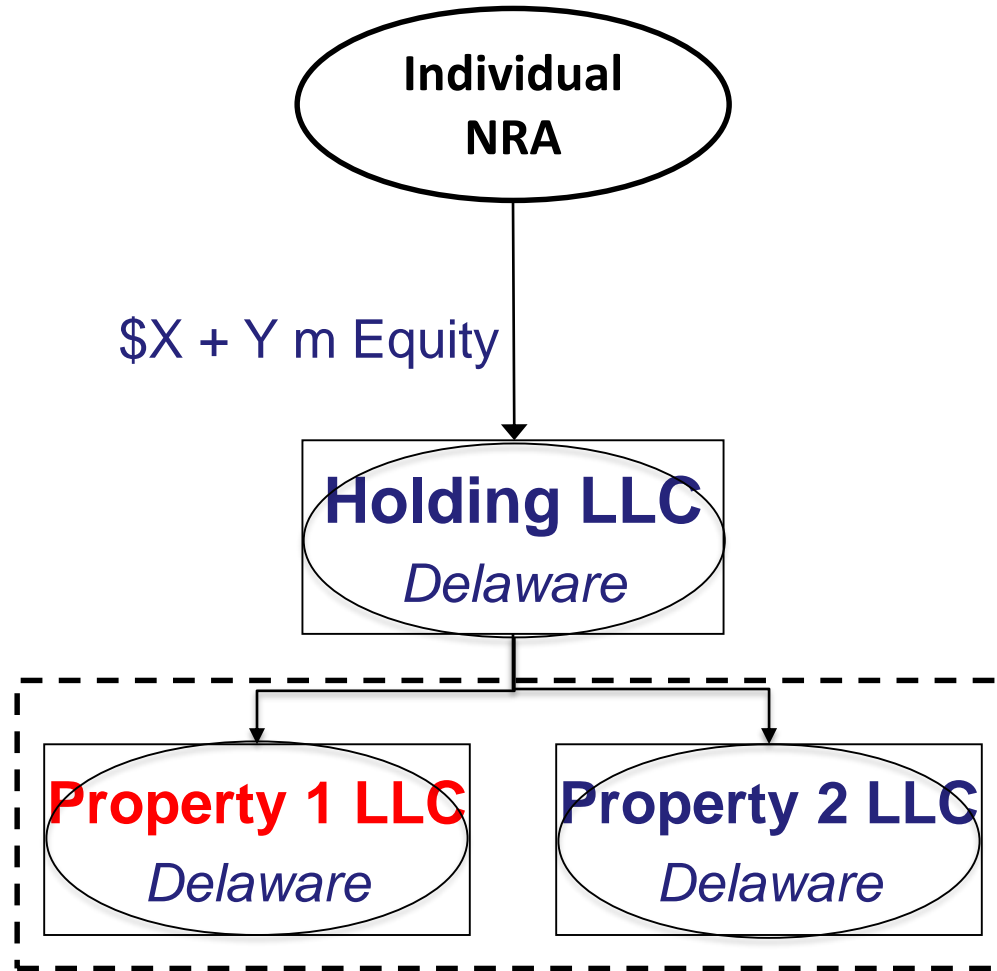 Individual
NRA
$X + Y m Equity
Holding LLC
Delaware
Property 1 LLC
Delaware
Property 2 LLC
Delaware